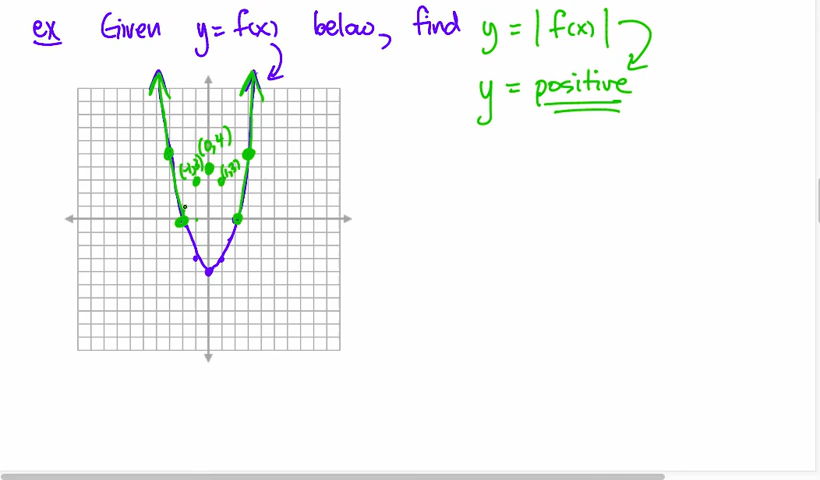 ex Given y = f(x) below, find y = |f(x)|
y = positive
(0,4)
(-1,3) (1,3)